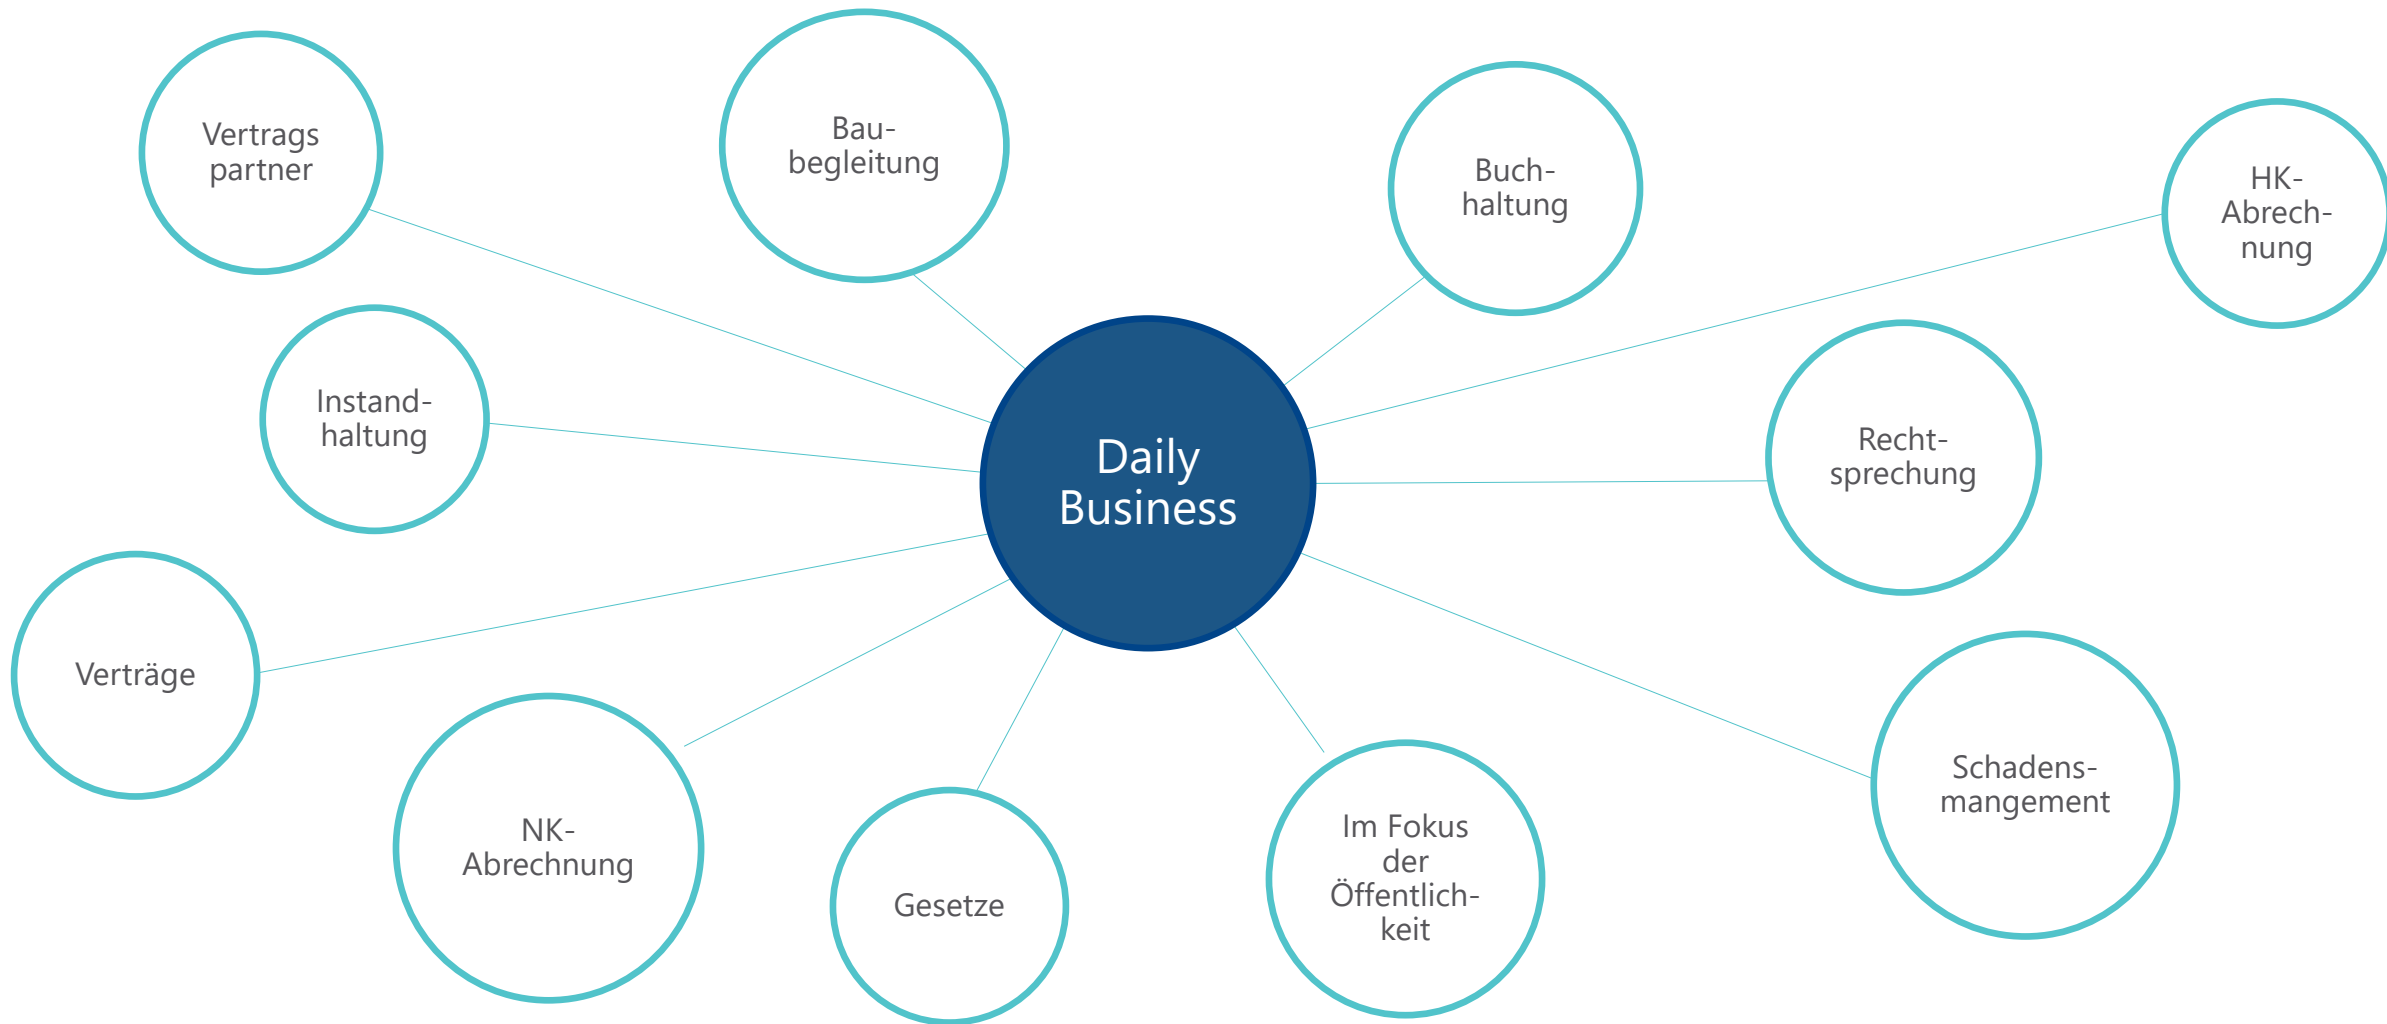 Vertrags
partner
Bau-
begleitung
Buch-
haltung
HK-
Abrech-
nung
Instand-
haltung
Daily
Business
Recht-
sprechung
Verträge
NK-
Abrechnung
Gesetze
Im Fokus
der
Öffentlich-
keit
Schadens-
mangement